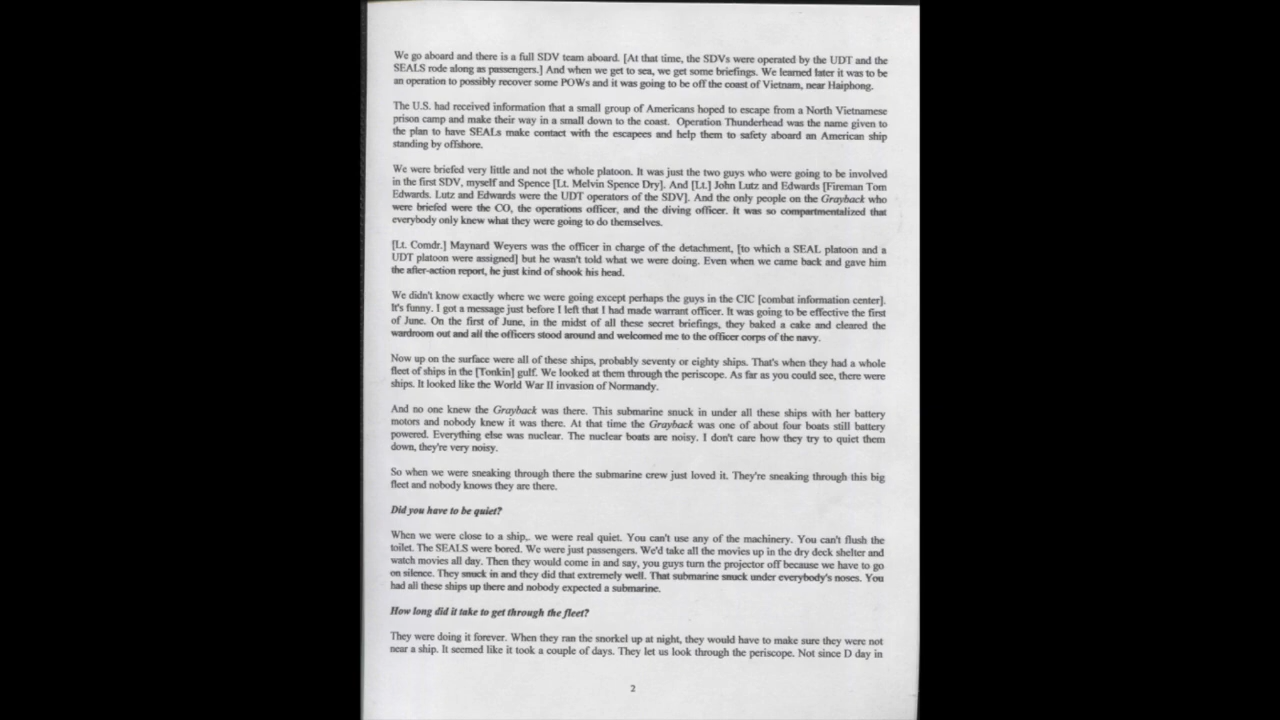 We go aboard and there is a full SDV team aboard. [At that time, the SDVs were operated by the UDT and the
SEALS rode along as passengers.] And when we get to sea, we get some briefings. We learned later it was to be
an operation to possibly recover some POWs and it was going to be off the coast of Vietnam, near Haiphong.
The U.S. had received information that a small group of Americans hoped to escape from a North Vietnamese
prison camp and make their way in a small down to the coast. Operation Thunderhead was the name given to
the plan to have SEALs make contact with the escapees and help them to safety aboard an American ship
standing by offshore.
We were briefed very little and not the whole platoon. It was just the two guys who were going to be involved
in the first SDV, myself and Spence [Lt. Melvin Spence Dry]. And [Lt.] John Lutz and Edwards [Fireman Tom
Edwards. Lutz and Edwards were the UDT operators of the SDV]. And the only people on the Grayback who
were briefed were the CO, the operations officer, and the diving officer. It was so compartmentalized that
everybody only knew what they were going to do themselves.
[Lt. Comdr.] Maynard Weyers was the officer in charge of the detachment, [to which a SEAL platoon and a
UDT platoon were assigned] but he wasn't told what we were doing. Even when we came back and gave him
the after-action report, he just kind of shook his head.
We didn't know exactly where we were going except perhaps the guys in the CIC [combat information center].
It's funny. I got a message just before I left that I had made warrant officer. It was going to be effective the first
of June. On the first of June, in the midst of all these secret briefings, they baked a cake and cleared the
wardroom out and all the officers stood around and welcomed me to the officer corps of the navy.
Now up on the surface were all of these ships, probably seventy or eighty ships. That's when they had a whole
fleet of ships in the [Tonkin] gulf. We looked at them through the periscope. As far as you could see, there were
ships. It looked like the World War II invasion of Normandy.
And no one knew the Grayback was there. This submarine snuck in under all these ships with her battery
motors and nobody knew it was there. At that time the Grayback was one of about four boats still battery
powered. Everything else was nuclear. The nuclear boats are noisy. I don't care how they try to quiet them
down, they're very noisy.
So when we were sneaking through there the submarine crew just loved it. They're sneaking through this big
fleet and nobody knows they are there.
Did you have to be quiet?
When we were close to a ship,. we were real quiet. You can't use any of the machinery. You can't flush the
toilet. The SEALS were bored. We were just passengers. We'd take all the movies up in the dry deck shelter and
watch movies all day. Then they would come in and say, you guys turn the projector off because we have to go
on silence. They snuck in and they did that extremely well. That submarine snuck under everybody's noses. You
had all these ships up there and nobody expected a submarine.
How long did it take to get through the fleet?
They were doing it forever. When they ran the snorkel up at night, they would have to make sure they were not
near a ship. It seemed like it took a couple of days. They let us look through the periscope. Not since D day in
2